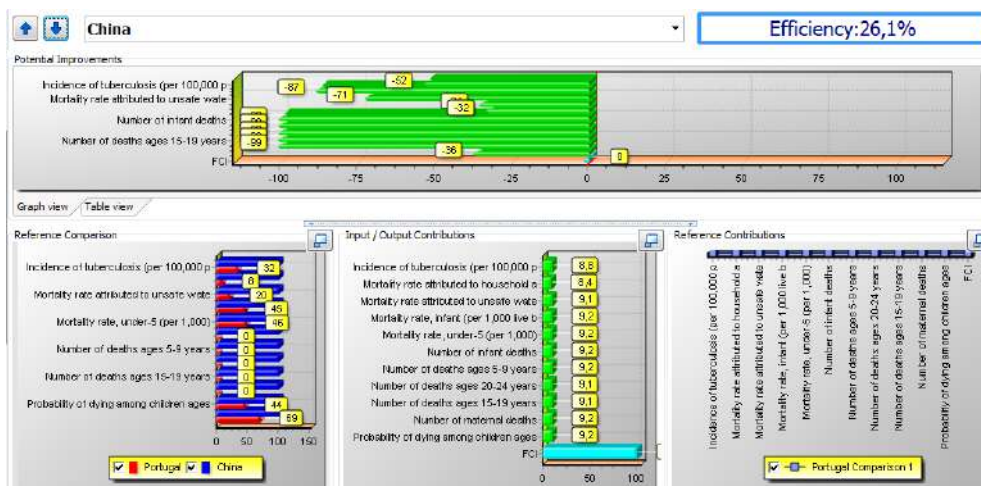 China
Efficiency:26,1%
Potential Improvements
Incidence of tuberculosis (per 100,000 p
Mortality rate attributed to unsafe wate
Number of infant deaths
Number of deaths ages 15-19 years
FCI
-52
-87
-71
-32
-99
-36
0
-100 -75 -50 -25 0 25 50 75 100
Graph view Table view
Reference Comparison
Incidence of tuberculosis (per 100,000 p
Mortality rate attributed to unsafe wate
Mortality rate, under-5 (per 1,000)
Number of deaths ages 5-9 years
Number of deaths ages 15-19 years
Probability of dying among children ages
32
20
45
46
0
0
0
0
0
44
69
0 50 100 150
Portugal China
Input / Output Contributions
Incidence of tuberculosis (per 100,000 p 8,8
Mortality rate attributed to household a 8,4
Mortality rate attributed to unsafe wate 9,1
Mortality rate, infant (per 1,000 live b 9,2
Mortality rate, under-5 (per 1,000) 9,2
Number of infant deaths 9,2
Number of deaths ages 5-9 years 9,2
Number of deaths ages 20-24 years 9,1
Number of deaths ages 15-19 years 9,1
Number of maternal deaths 9,2
Probability of dying among children ages 9,2
FCI
0 50 100
Reference Contributions
Incidence of tuberculosis (per 100,000 p
Mortality rate attributed to household a
Mortality rate attributed to unsafe wate
Mortality rate, infant (per 1,000 live b
Mortality rate, under-5 (per 1,000)
Number of infant deaths
Number of deaths ages 5-9 years
Number of deaths ages 20-24 years
Number of deaths ages 15-19 years
Number of maternal deaths
Probability of dying among children ages
FCI
Portugal Comparison 1